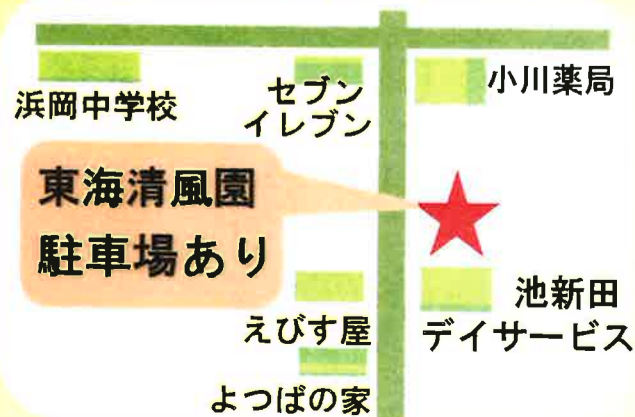 浜岡中学校
セブン
イレブン
小川薬局
東海清風園
駐車場あり
池新田
デイサービス
えびす屋
よつばの家